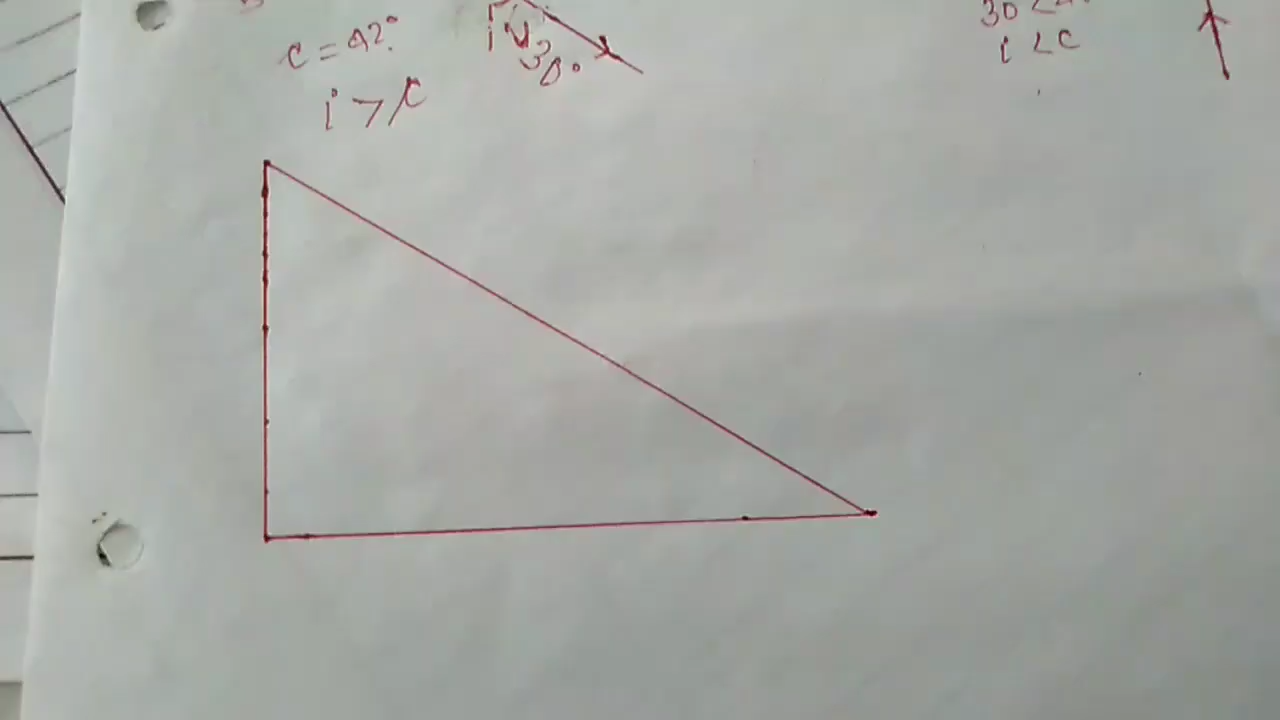 c = 42°.
i > c
i
30°
i < c